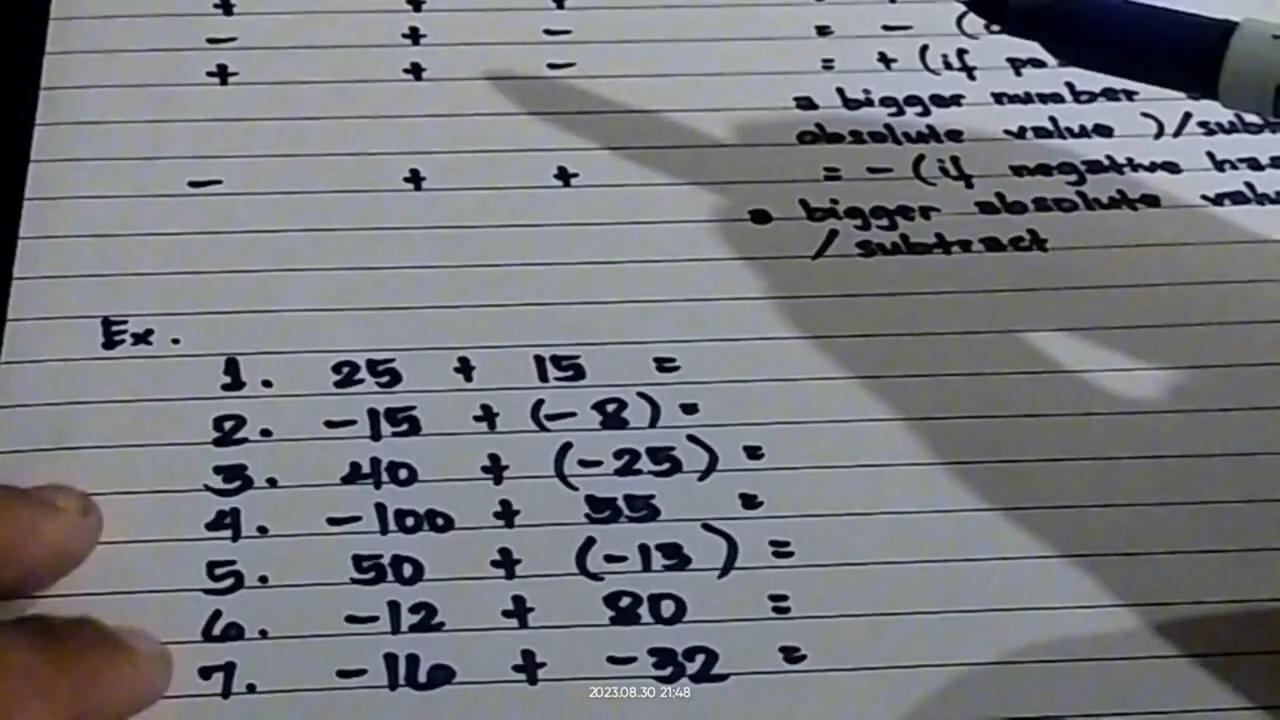 + + +
- + - = - (
+ + - = + (if
a bigger number
absolute value )/
- + + = - (if negative has
a bigger absolute
/ subtract
Ex.
1. 25 + 15 =
2. -15 + (-8) =
3. 40 + (-25) =
4. -100 + 55 =
5. 50 + (-13) =
6. -12 + 80 =
7. -16 + -32 =
2023.08.30 21:48